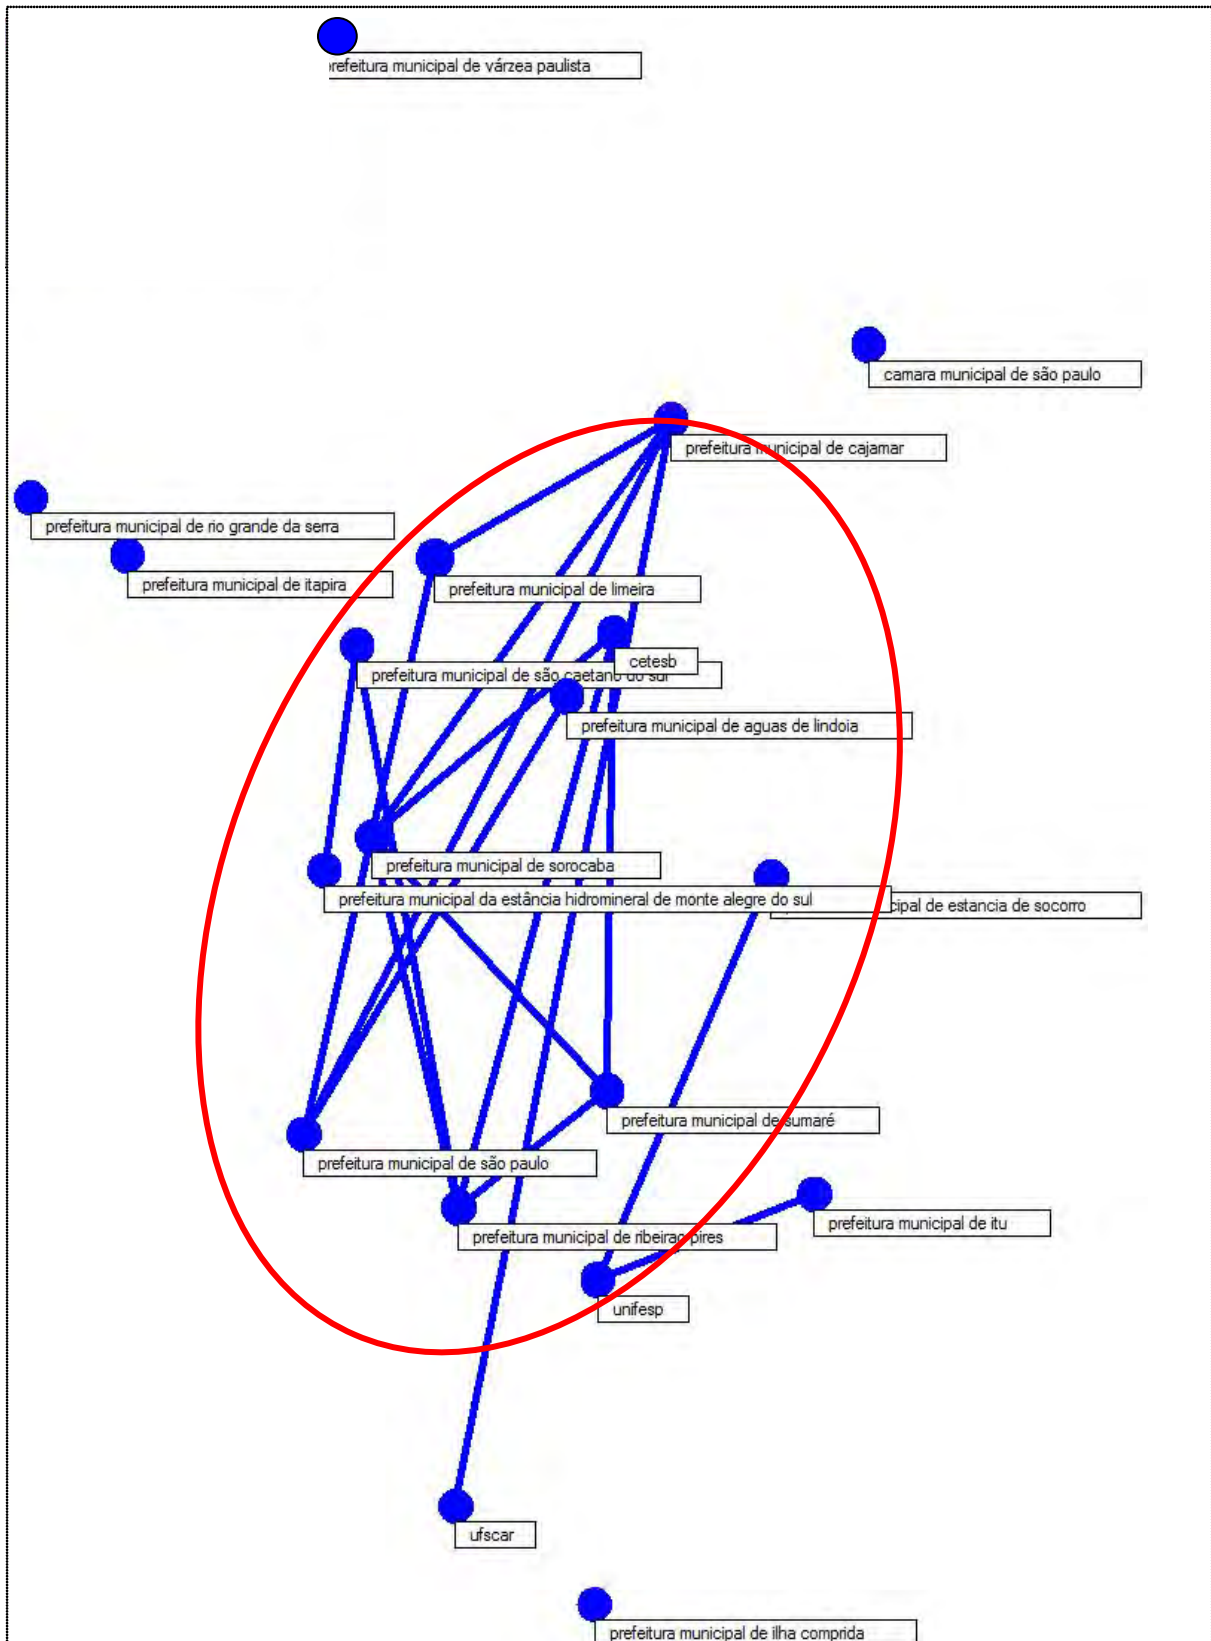 refeitura municipal de várzea paulista
camara municipal de são paulo
prefeitura municipal de cajamar
prefeitura municipal de rio grande da serra
prefeitura municipal de itapira
prefeitura municipal de limeira
cetesb
prefeitura municipal de são caetano do sul
prefeitura municipal de aguas de lindoia
prefeitura municipal de sorocaba
prefeitura municipal da estância hidromineral de monte alegre do sul
cipal de estancia de socorro
prefeitura municipal de sumaré
prefeitura municipal de são paulo
prefeitura municipal de itu
prefeitura municipal de ribeirao pires
unifesp
ufscar
prefeitura municipal de ilha comprida